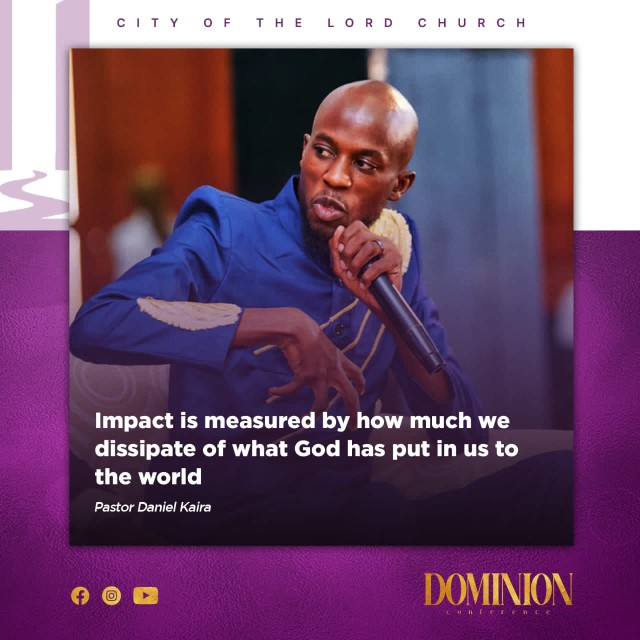 CITY OF THE LORD CHURCH
Impact is measured by how much we
dissipate of what God has put in us to
the world
Pastor Daniel Kaira
DOMINION
conference